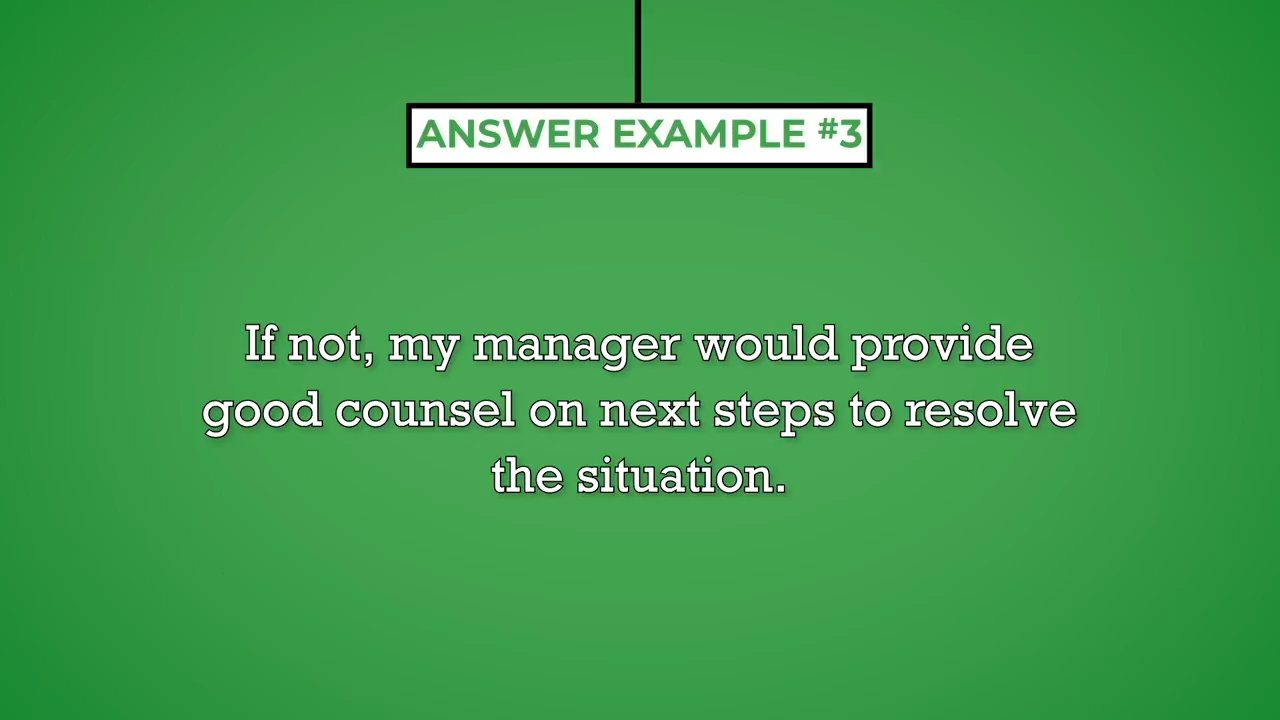 ANSWER EXAMPLE #3
If not, my manager would provide
good counsel on next steps to resolve
the situation.